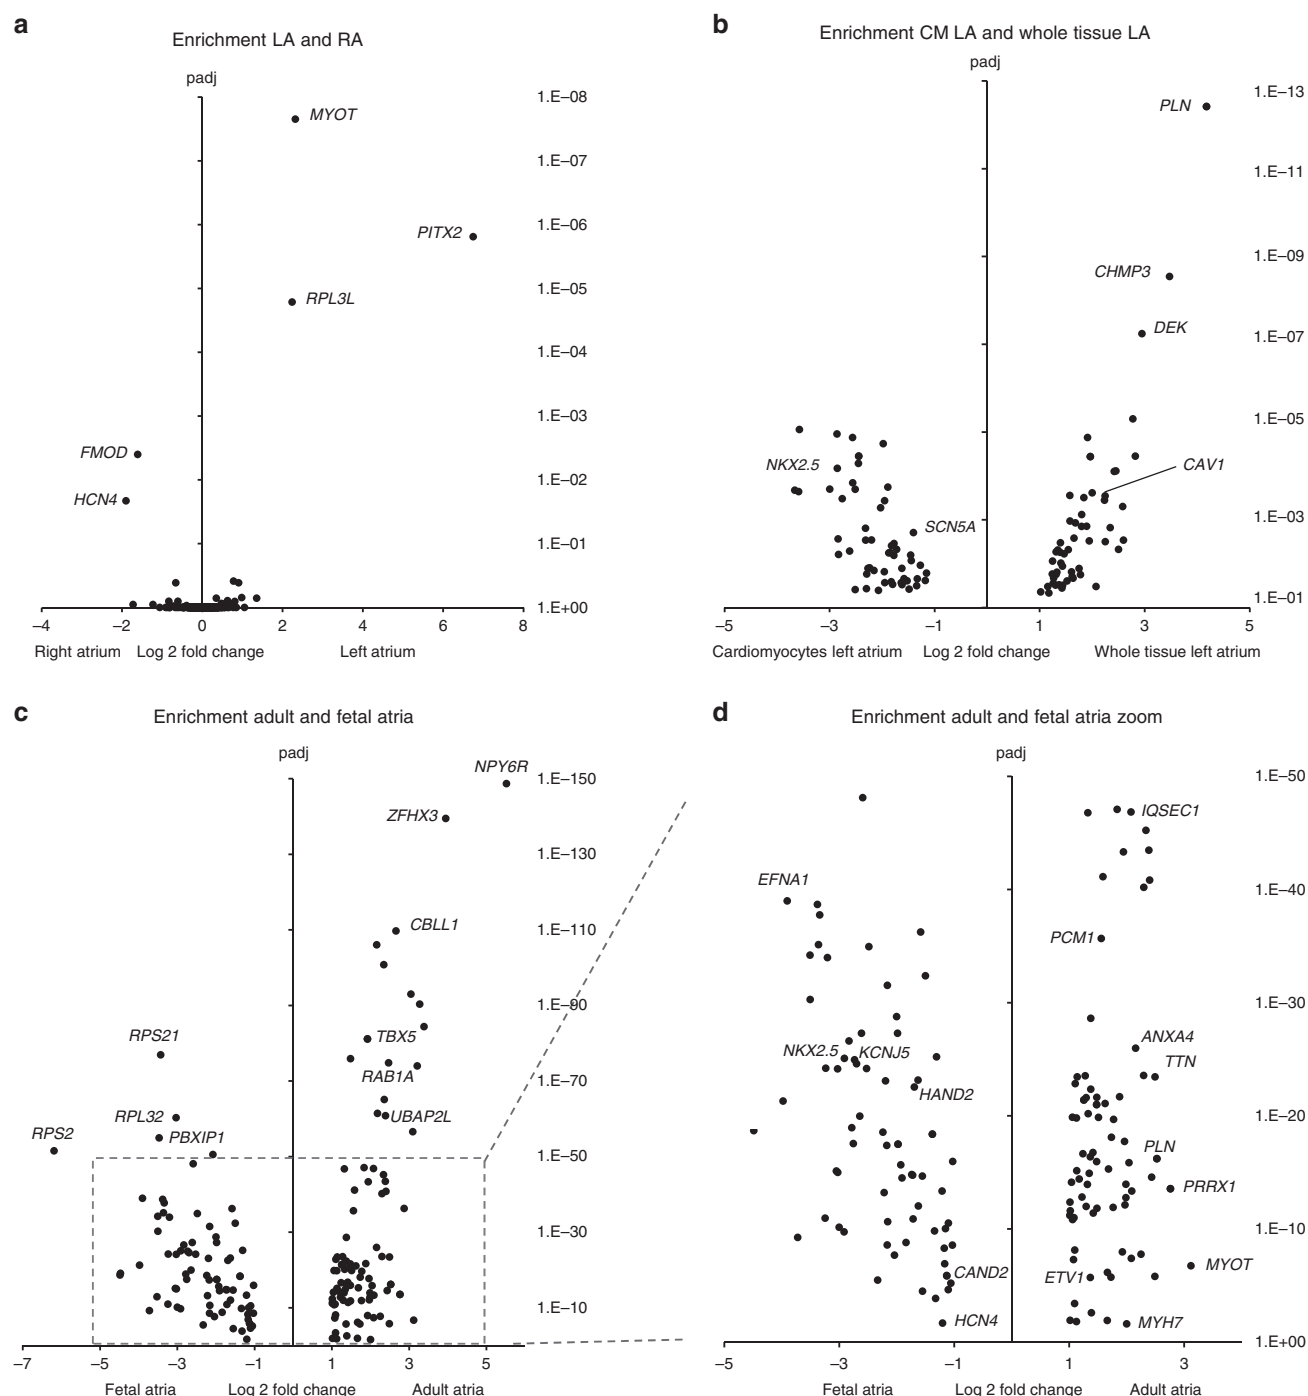 a
Enrichment LA and RA
padj
1.E−08
MYOT
1.E−07
1.E−06
PITX2
1.E−05
RPL3L
1.E−04
1.E−03
FMOD
1.E−02
HCN4
1.E−01
1.E+00
−4
−2
0
2
4
6
8
Right atrium
Log 2 fold change
Left atrium
b
Enrichment CM LA and whole tissue LA
padj
1.E−13
PLN
1.E−11
1.E−09
CHMP3
DEK
1.E−07
1.E−05
NKX2.5
CAV1
1.E−03
SCN5A
1.E−01
−5
−3
−1
1
3
5
Cardiomyocytes left atrium
Log 2 fold change
Whole tissue left atrium
c
Enrichment adult and fetal atria
padj
NPY6R
1.E−150
ZFHX3
1.E−130
CBLL1
1.E−110
1.E−90
RPS21
TBX5
RAB1A
1.E−70
RPL32
UBAP2L
RPS2
PBXIP1
1.E−50
1.E−30
1.E−10
−7
−5
−3
−1
1
3
5
Fetal atria
Log 2 fold change
Adult atria
d
Enrichment adult and fetal atria zoom
padj
1.E−50
IQSEC1
EFNA1
1.E−40
PCM1
1.E−30
ANXA4
NKX2.5
KCNJ5
TTN
HAND2
1.E−20
PLN
PRRX1
1.E−10
MYOT
CAND2
ETV1
HCN4
MYH7
1.E+00
−5
−3
−1
1
3
Fetal atria
Log 2 fold change
Adult atria